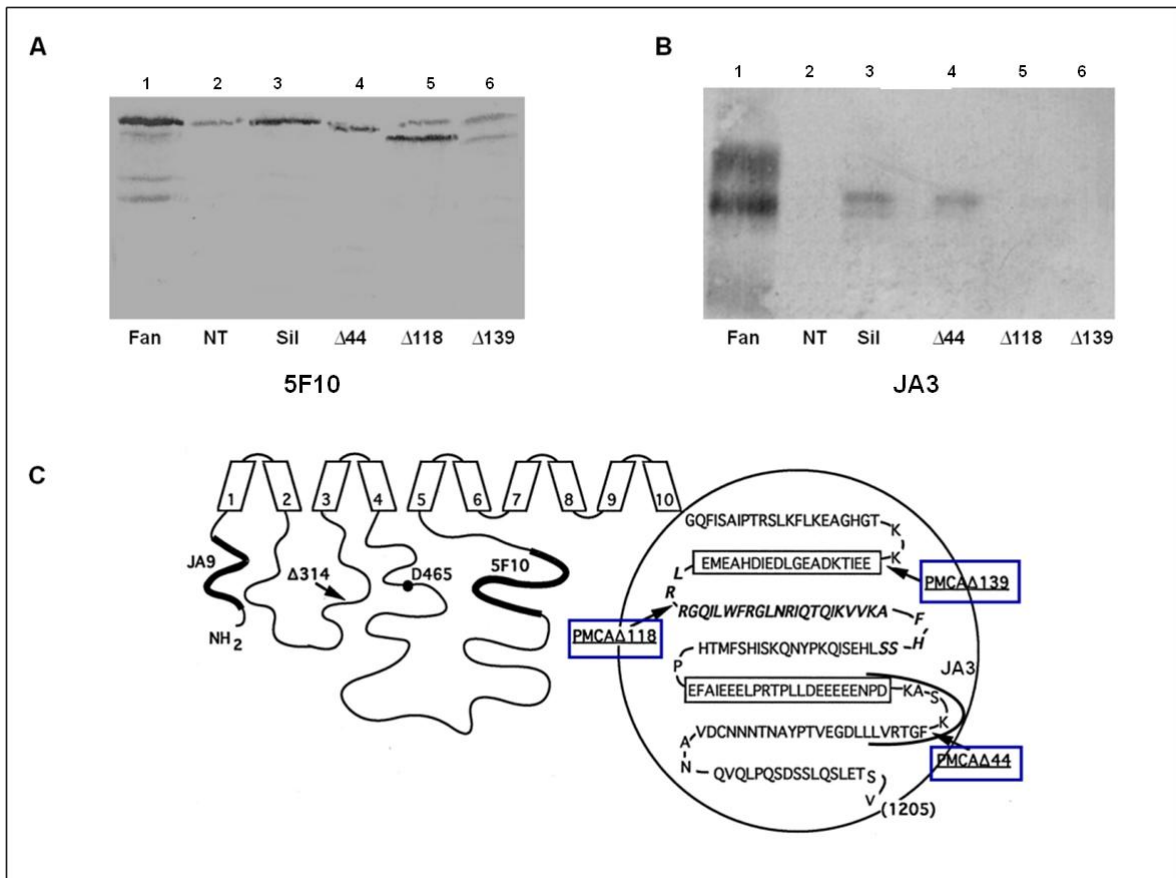 A
1 2 3 4 5 6
Fan NT Sil Δ44 Δ118 Δ139
5F10
B
1 2 3 4 5 6
Fan NT Sil Δ44 Δ118 Δ139
JA3
C
1 2 3 4 5 6 7 8 9 10
JA9
NH2
Δ314
D465
5F10
GQFISAIPTRSLKFLKEAGHGT
K
K
EMEAHDIEDLGEADKTIEE
PMCAΔ139
L
R
RGQILWFRGLNRIQTQIKVVKA
PMCAΔ118
F
H
HTMFSHISKQNYPKQISEHLSS
P
JA3
EFAIEEELPRTPLLDEEEEENPD
KA
S
K
VDCNNNTNAYPTVEGDLLLVRTGF
A
PMCAΔ44
N
QVQLPQSDSSLQSLETS
V
(1205)